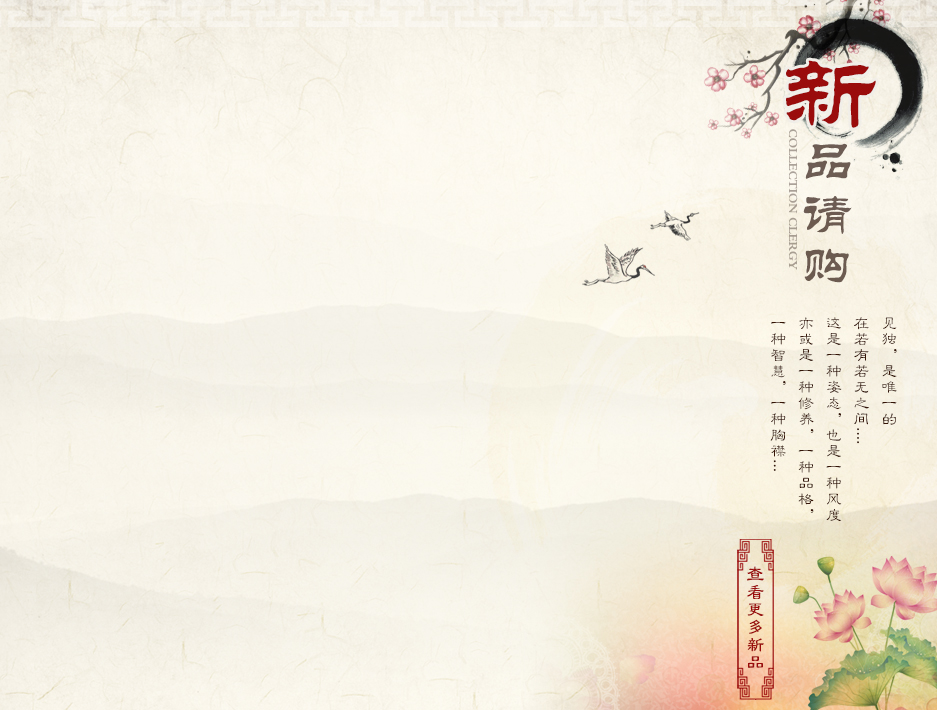 新品请购
COLLECTION CLERGY
见独，是唯一的
在若有若无之间…
这是一种姿态，也是一种风度
亦或是一种修养，一种品格，
一种智慧，一种胸襟…
查看更多新品